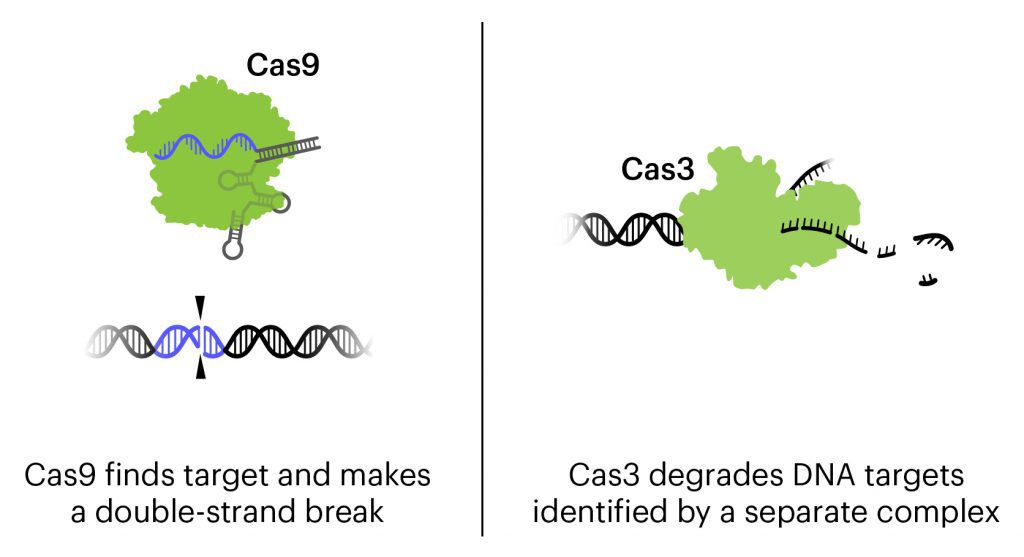 Cas9
Cas9 finds target and makes
a double-strand break
Cas3
Cas3 degrades DNA targets
identified by a separate complex